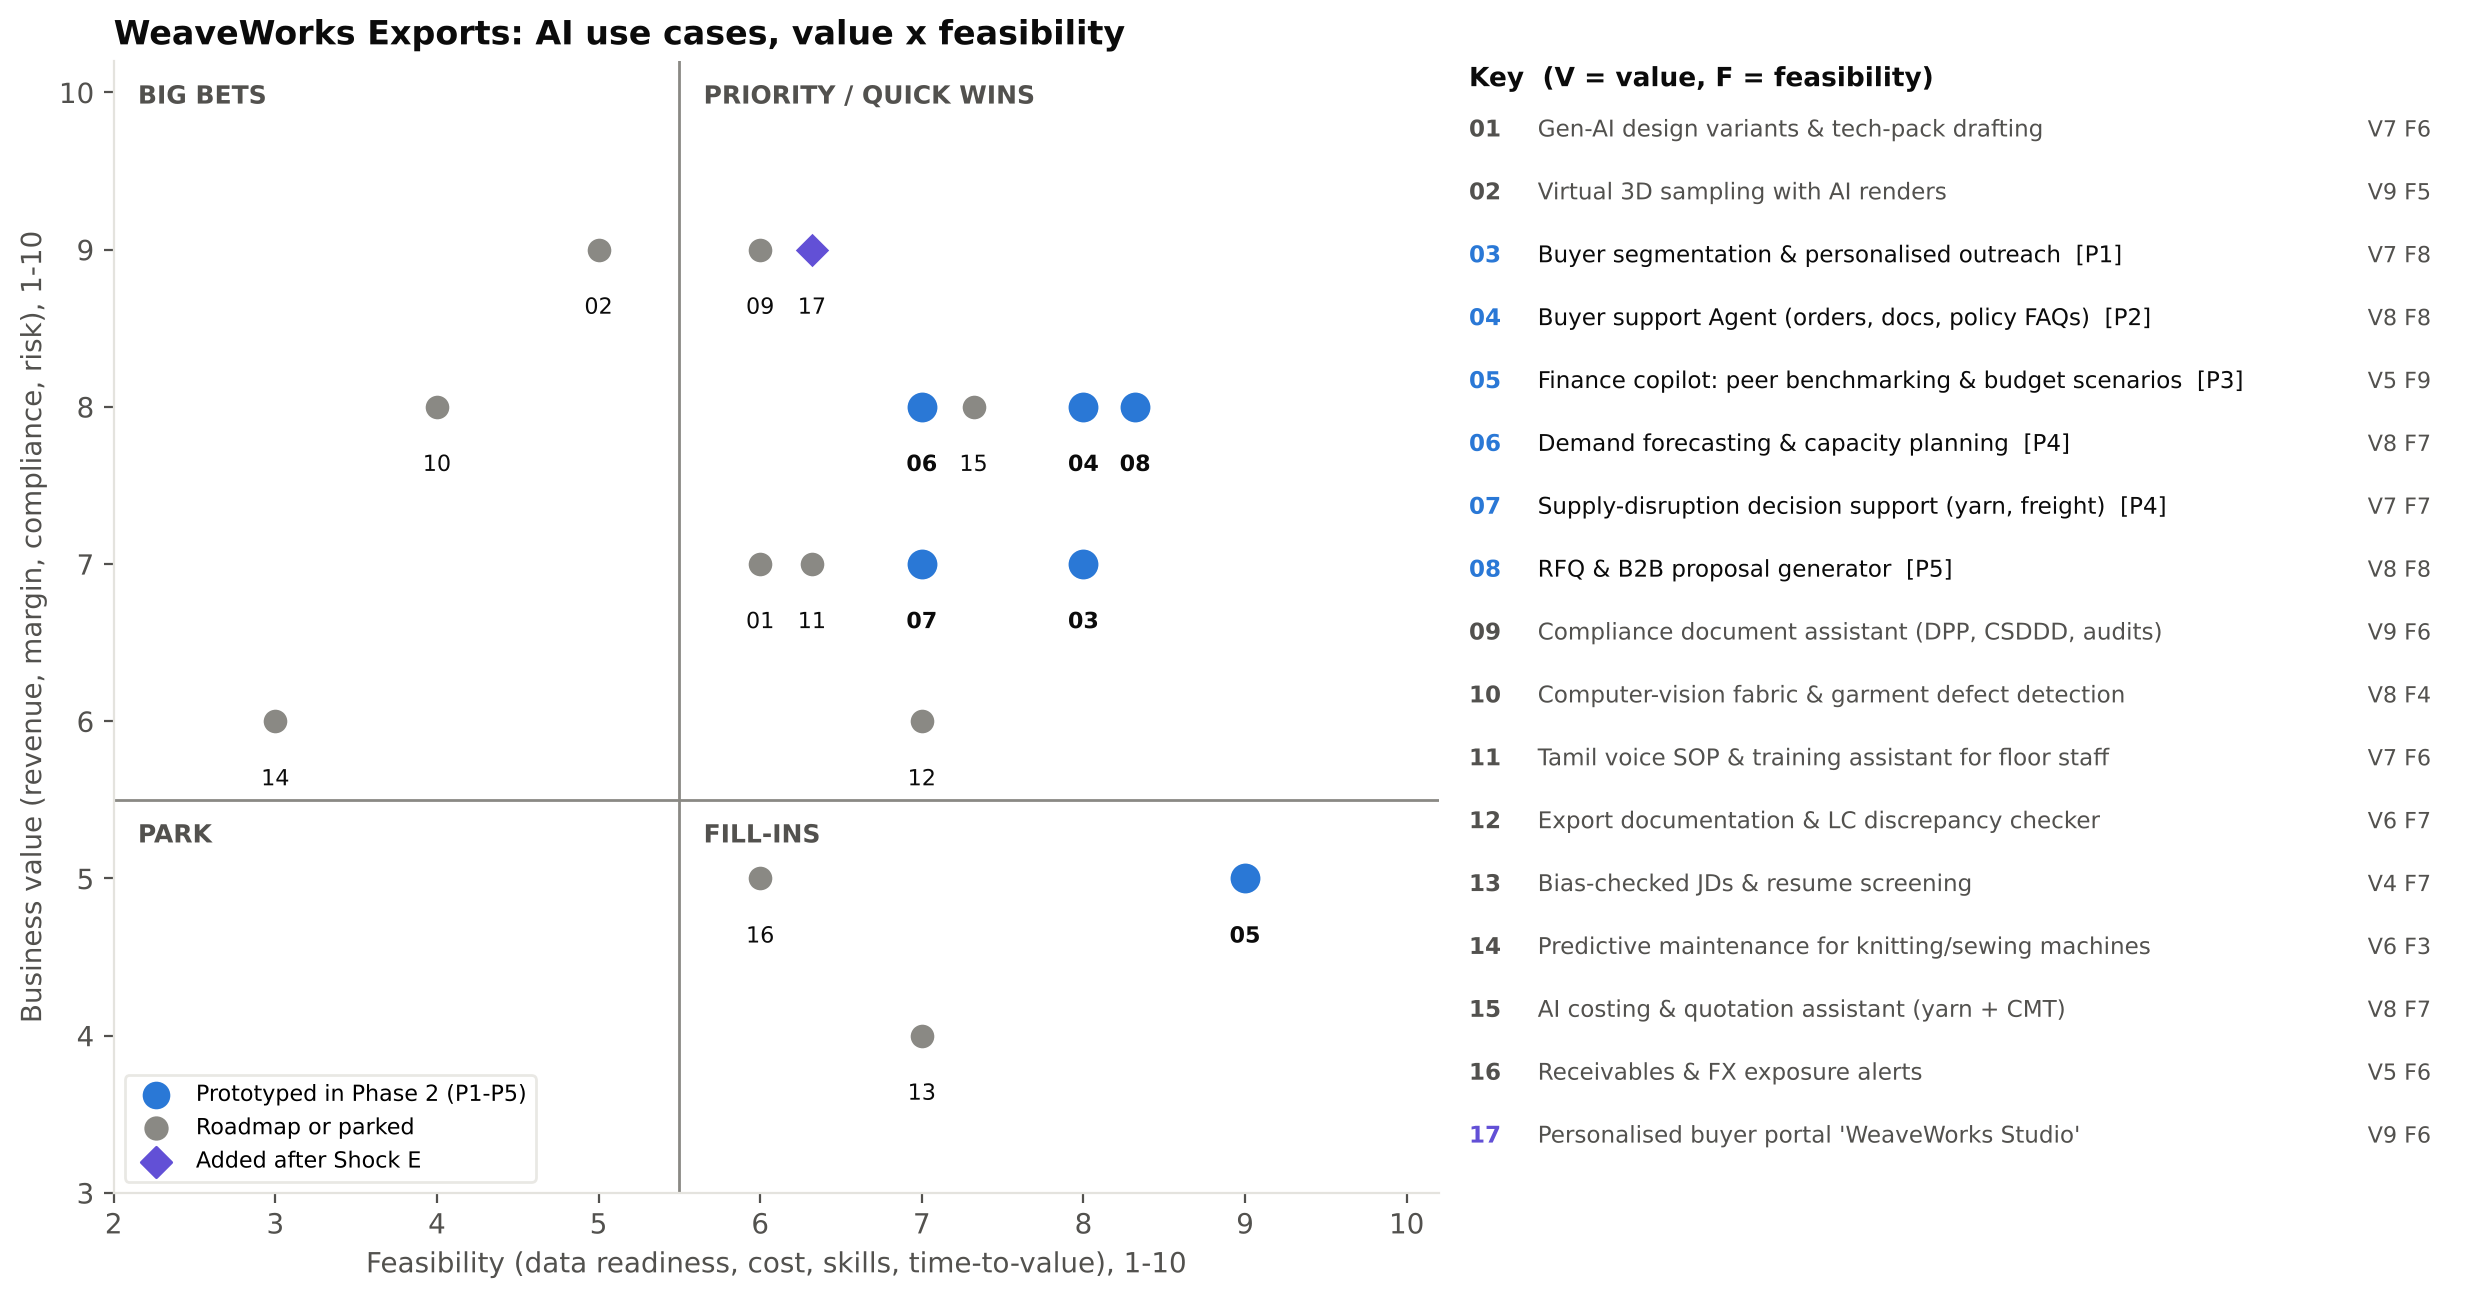 WeaveWorks Exports: AI use cases, value x feasibility
Business value (revenue, margin, compliance, risk), 1-10
10
9
8
7
6
5
4
3
BIG BETS
PRIORITY / QUICK WINS
02
09 17
10
06 15 04 08
01 11 07 03
14
12
PARK
FILL-INS
16
05
13
Prototyped in Phase 2 (P1-P5)
Roadmap or parked
Added after Shock E
2 3 4 5 6 7 8 9 10
Feasibility (data readiness, cost, skills, time-to-value), 1-10
Key (V = value, F = feasibility)
01 Gen-AI design variants & tech-pack drafting V7 F6
02 Virtual 3D sampling with AI renders V9 F5
03 Buyer segmentation & personalised outreach [P1] V7 F8
04 Buyer support Agent (orders, docs, policy FAQs) [P2] V8 F8
05 Finance copilot: peer benchmarking & budget scenarios [P3] V5 F9
06 Demand forecasting & capacity planning [P4] V8 F7
07 Supply-disruption decision support (yarn, freight) [P4] V7 F7
08 RFQ & B2B proposal generator [P5] V8 F8
09 Compliance document assistant (DPP, CSDDD, audits) V9 F6
10 Computer-vision fabric & garment defect detection V8 F4
11 Tamil voice SOP & training assistant for floor staff V7 F6
12 Export documentation & LC discrepancy checker V6 F7
13 Bias-checked JDs & resume screening V4 F7
14 Predictive maintenance for knitting/sewing machines V6 F3
15 AI costing & quotation assistant (yarn + CMT) V8 F7
16 Receivables & FX exposure alerts V5 F6
17 Personalised buyer portal 'WeaveWorks Studio' V9 F6